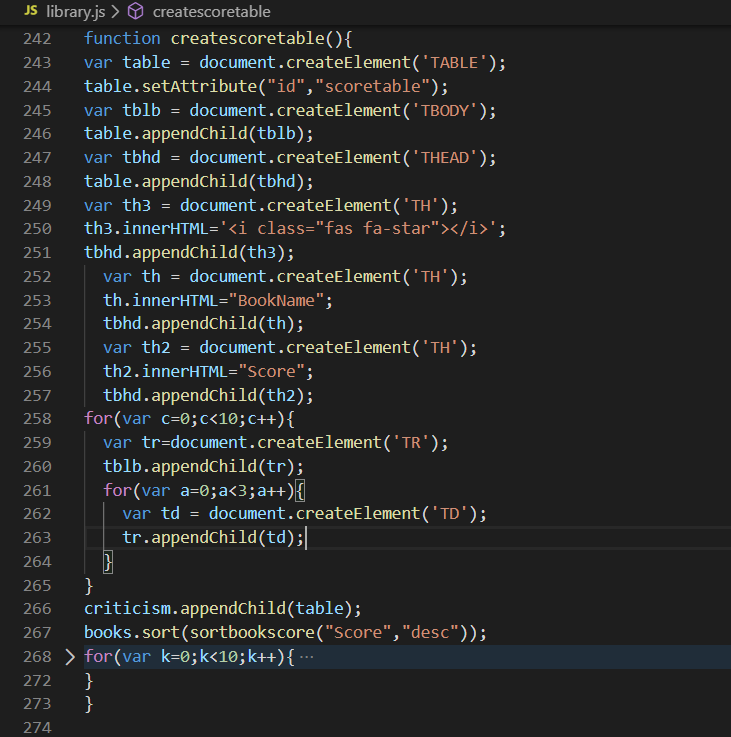 JS library.js > createscoretable
242 function createscoretable(){
243 var table = document.createElement('TABLE');
244 table.setAttribute("id","scoretable");
245 var tblb = document.createElement('TBODY');
246 table.appendChild(tblb);
247 var tbhd = document.createElement('THEAD');
248 table.appendChild(tbhd);
249 var th3 = document.createElement('TH');
250 th3.innerHTML='<i class="fas fa-star"></i>';
251 tbhd.appendChild(th3);
252   var th = document.createElement('TH');
253   th.innerHTML="BookName";
254   tbhd.appendChild(th);
255   var th2 = document.createElement('TH');
256   th2.innerHTML="Score";
257   tbhd.appendChild(th2);
258 for(var c=0;c<10;c++){
259   var tr=document.createElement('TR');
260   tblb.appendChild(tr);
261   for(var a=0;a<3;a++){
262     var td = document.createElement('TD');
263     tr.appendChild(td);
264   }
265 }
266 criticism.appendChild(table);
267 books.sort(sortbookscore("Score","desc"));
268 > for(var k=0;k<10;k++){ ···
272 }
273 }
274